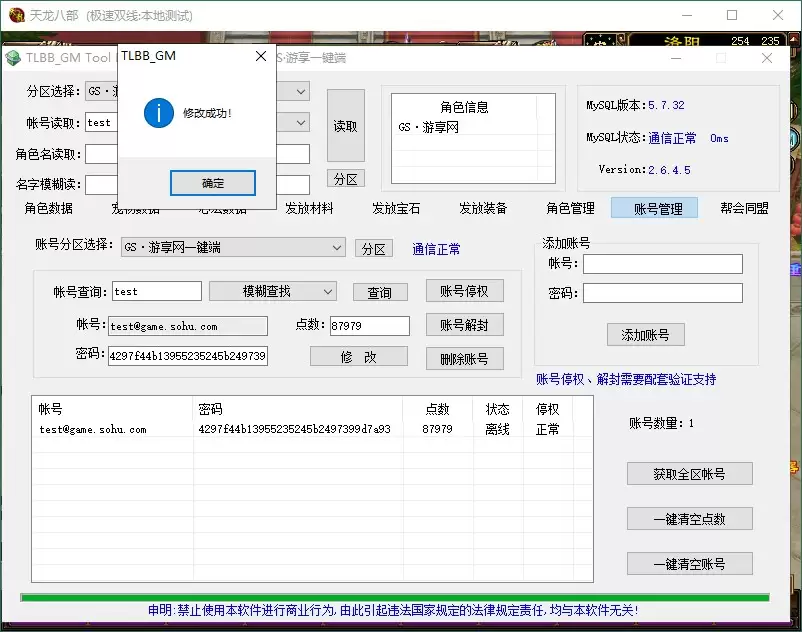 天龙八部 (极速双线:本地测试)
洛阳 254 235
TLBB_GM Tool
GS·游享一键端
TLBB_GM
修改成功!
确定
分区选择:
帐号读取: test
角色名读取:
名字模糊读:
读取
分区
角色信息
GS·游享网
MySQL版本:5.7.32
MySQL状态:通信正常 0ms
Version:2.6.4.5
角色数据 宠物数据 心法数据 发放材料 发放宝石 发放装备 角色管理 账号管理 帮会同盟
账号分区选择: GS·游享网一键端 分区 通信正常
帐号查询: test 模糊查找 查询 账号停权
帐号: test@game.sohu.com 点数: 87979 账号解封
密码: 4297f44b13955235245b249739 修 改 删除账号
添加账号
帐号:
密码:
添加账号
账号停权、解封需要配套验证支持
帐号 密码 点数 状态 停权
test@game.sohu.com 4297f44b13955235245b2497399d7a93 87979 离线 正常
账号数量:1
获取全区帐号
一键清空点数
一键清空账号
申明:禁止使用本软件进行商业行为,由此引起违法国家规定的法律规定责任,均与本软件无关!